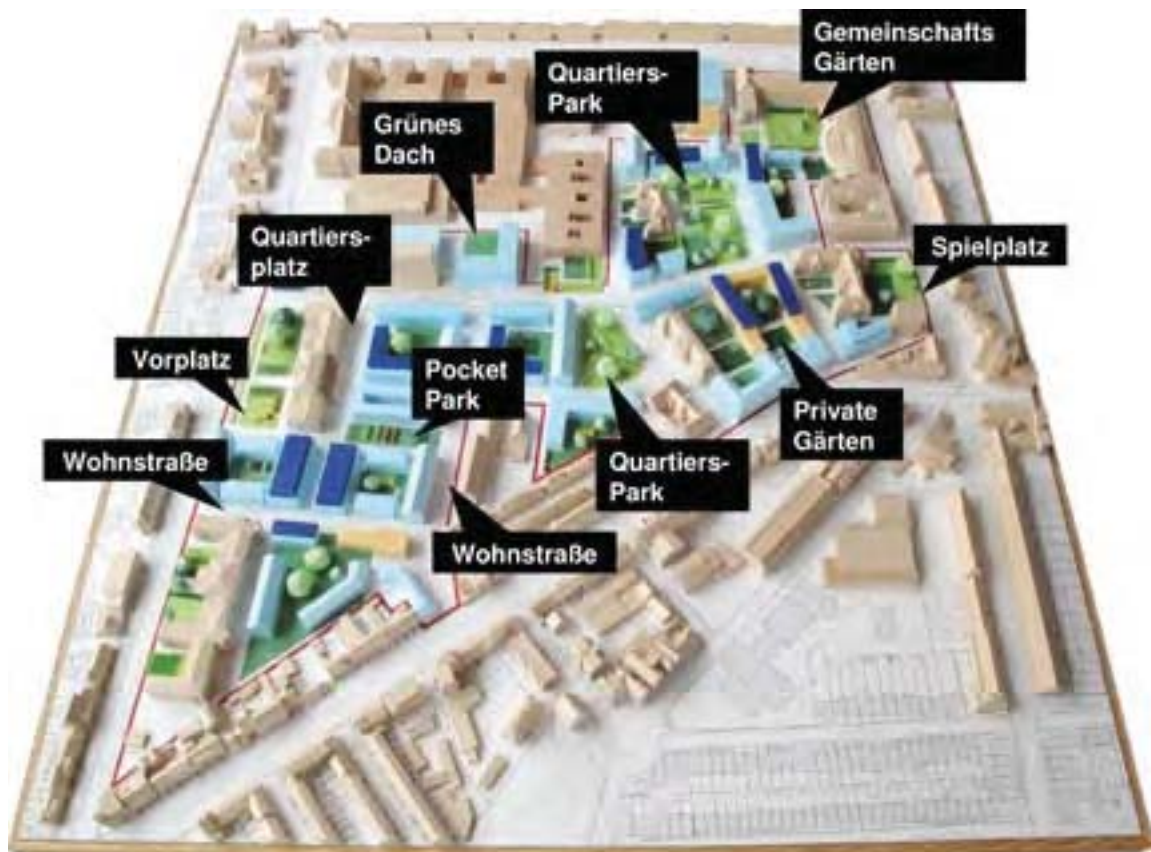 Gemeinschafts
Gärten
Quartiers-
Park
Grünes
Dach
Quartiers-
platz
Spielplatz
Vorplatz
Pocket
Park
Private
Gärten
Wohnstraße
Quartiers-
Park
Wohnstraße